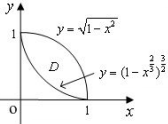 y
y = √(1 − x²)
1
D
y = (1 − x^(2/3))^(3/2)
o
1
x